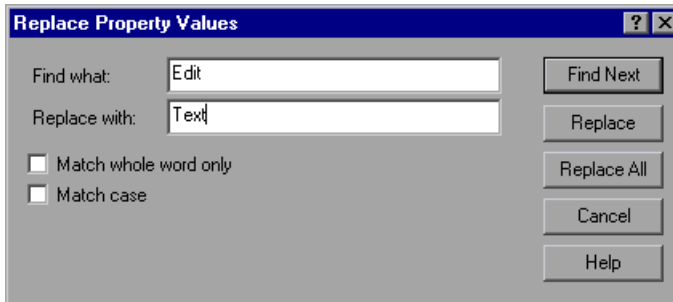 Replace Property Values
Find what: Edit
Replace with: Text
Match whole word only
Match case
Find Next
Replace
Replace All
Cancel
Help